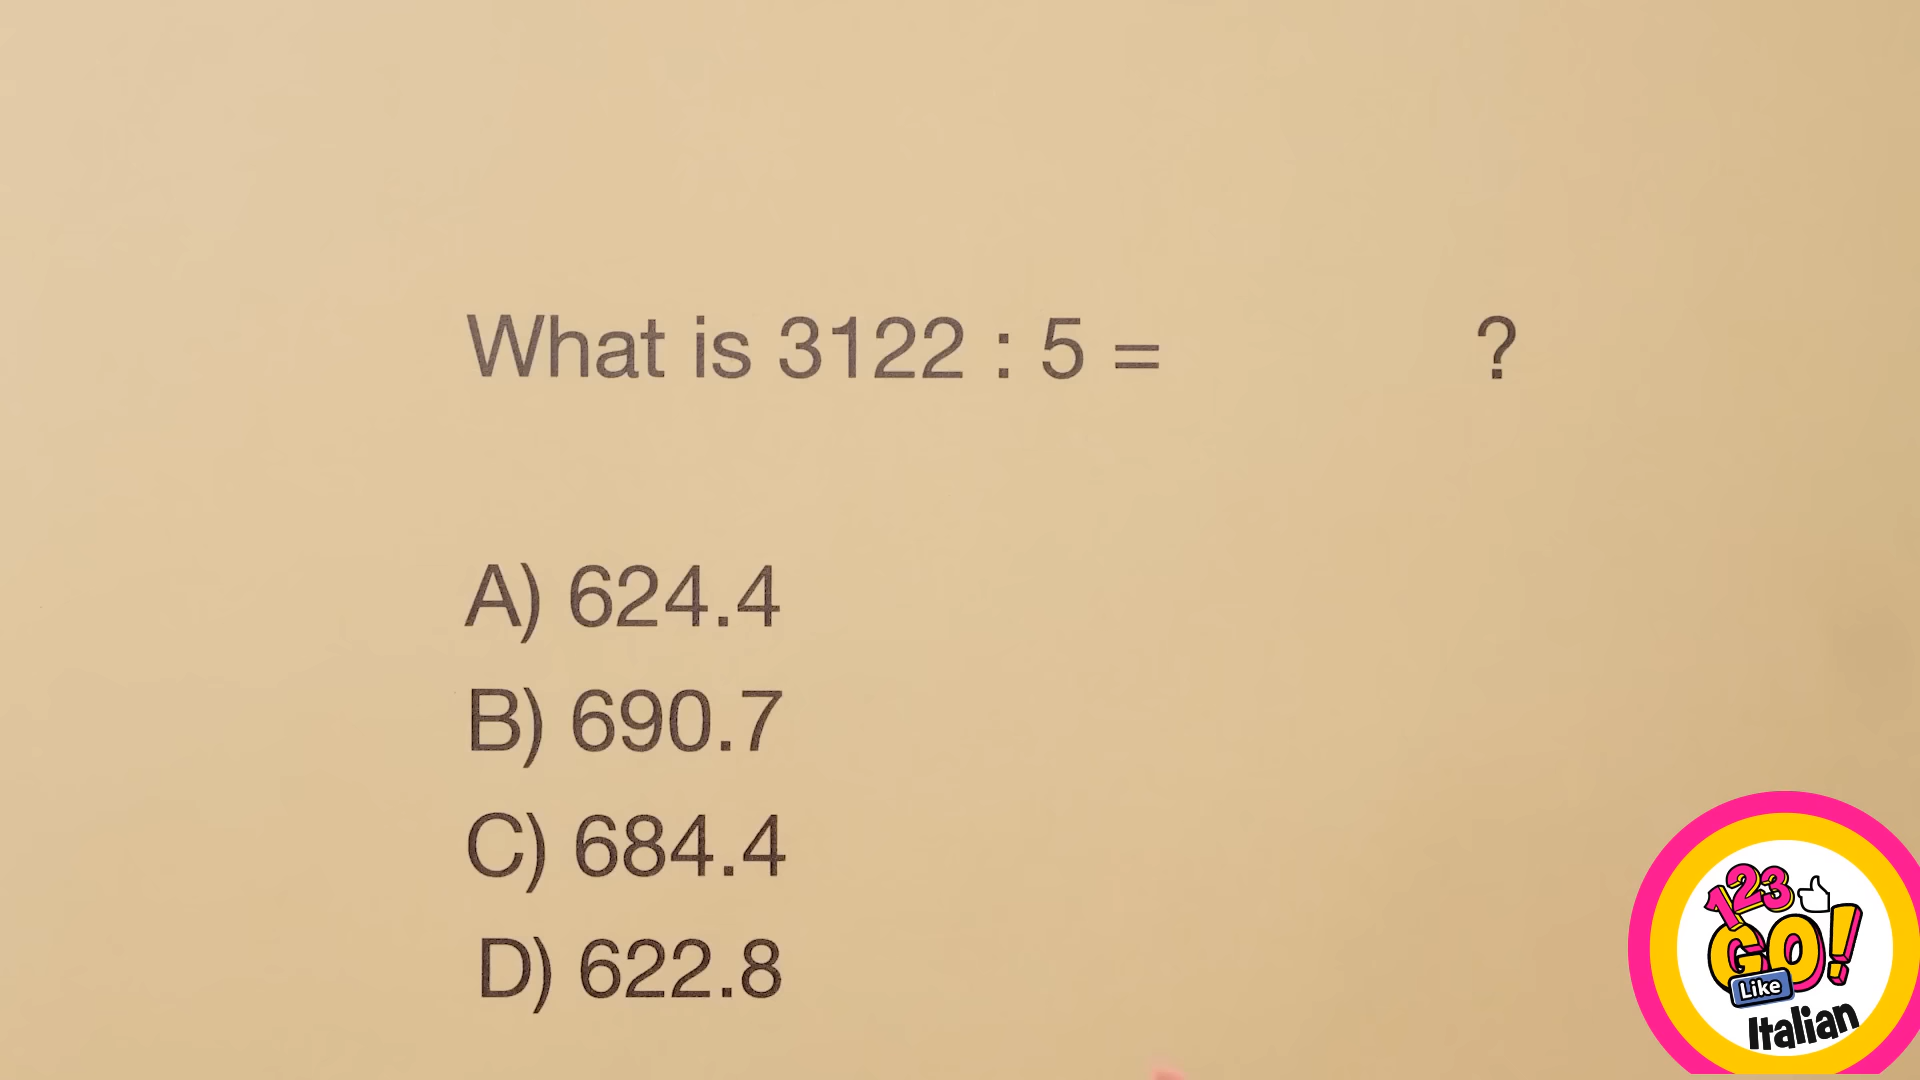 What is 3122 : 5 = ?
A) 624.4
B) 690.7
C) 684.4
D) 622.8
123
GO!
Like
Italian